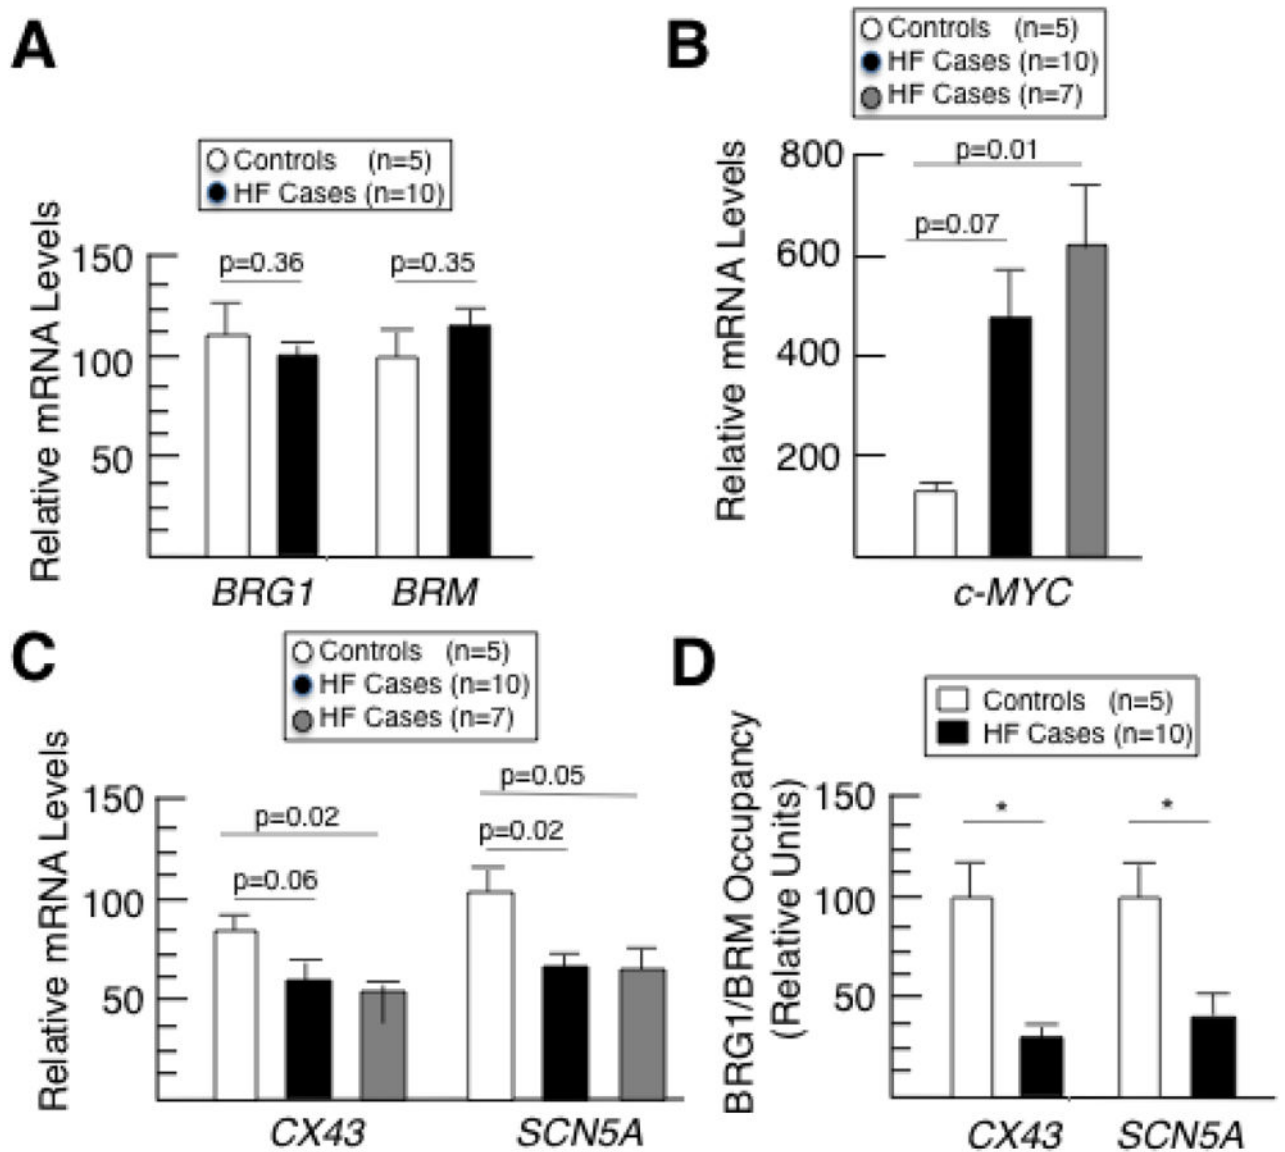 A
Controls (n=5)
HF Cases (n=10)
Relative mRNA Levels
150
100
50
p=0.36
p=0.35
BRG1
BRM
B
Controls (n=5)
HF Cases (n=10)
HF Cases (n=7)
Relative mRNA Levels
800
600
400
200
p=0.01
p=0.07
c-MYC
C
Controls (n=5)
HF Cases (n=10)
HF Cases (n=7)
Relative mRNA Levels
150
100
50
p=0.05
p=0.02
p=0.02
p=0.06
CX43
SCN5A
D
Controls (n=5)
HF Cases (n=10)
BRG1/BRM Occupancy
(Relative Units)
150
100
50
*
*
CX43
SCN5A